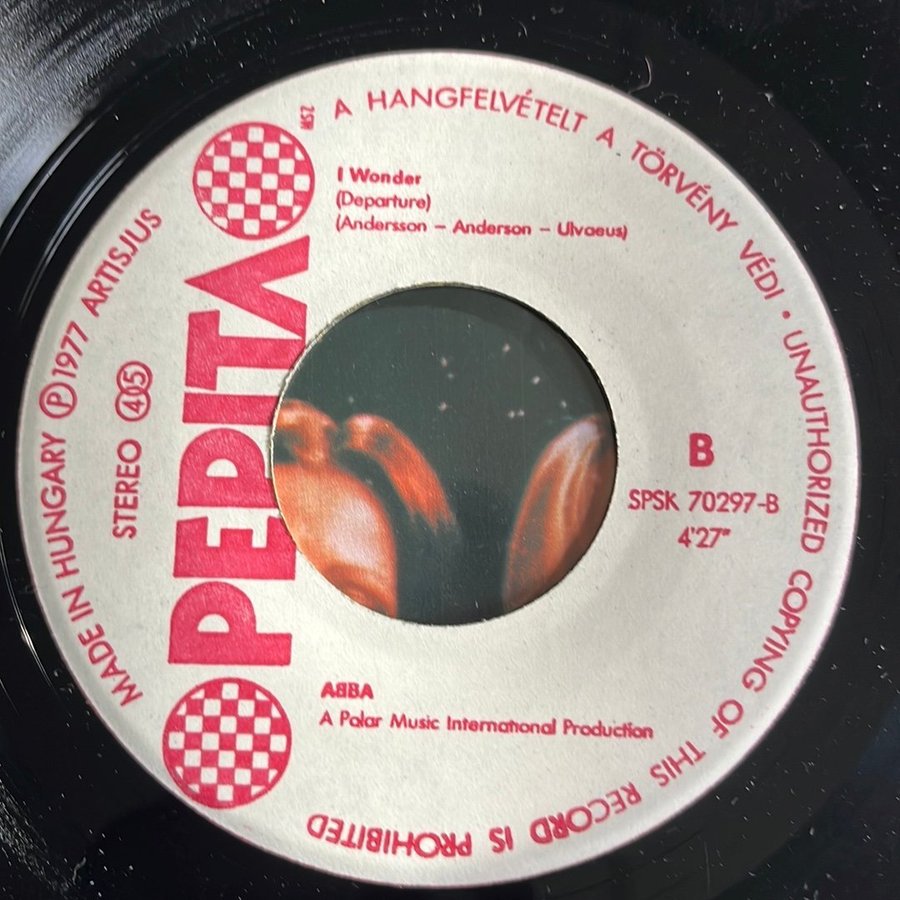 A HANGFELVÉTELT A TÖRVÉNY VÉDI • UNAUTHORIZED COPYING OF THIS RECORD IS PROHIBITED
MADE IN HUNGARY Ⓟ 1977 ARTISJUS
STEREO 45
PEPITA
I Wonder
(Departure)
(Andersson – Anderson – Ulvaeus)
B
SPSK 70297-B
4'27"
ABBA
A Polar Music International Production